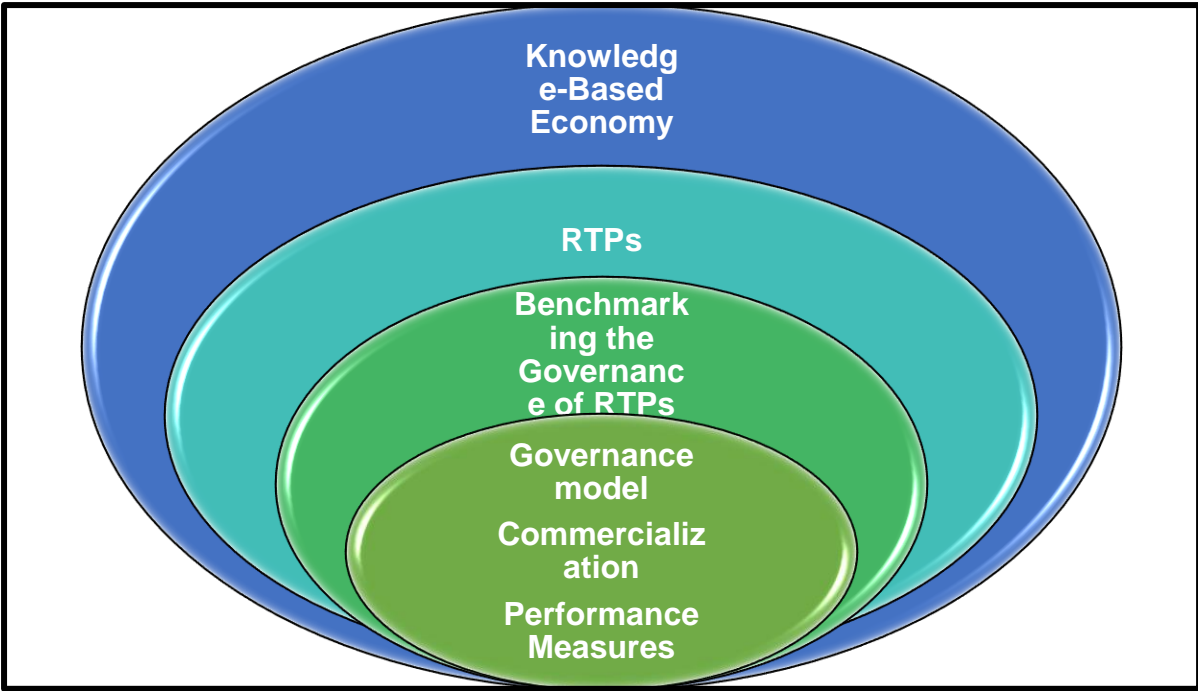 Knowledg
e-Based
Economy
RTPs
Benchmark
ing the
Governanc
e of RTPs
Governance
model
Commercializ
ation
Performance
Measures